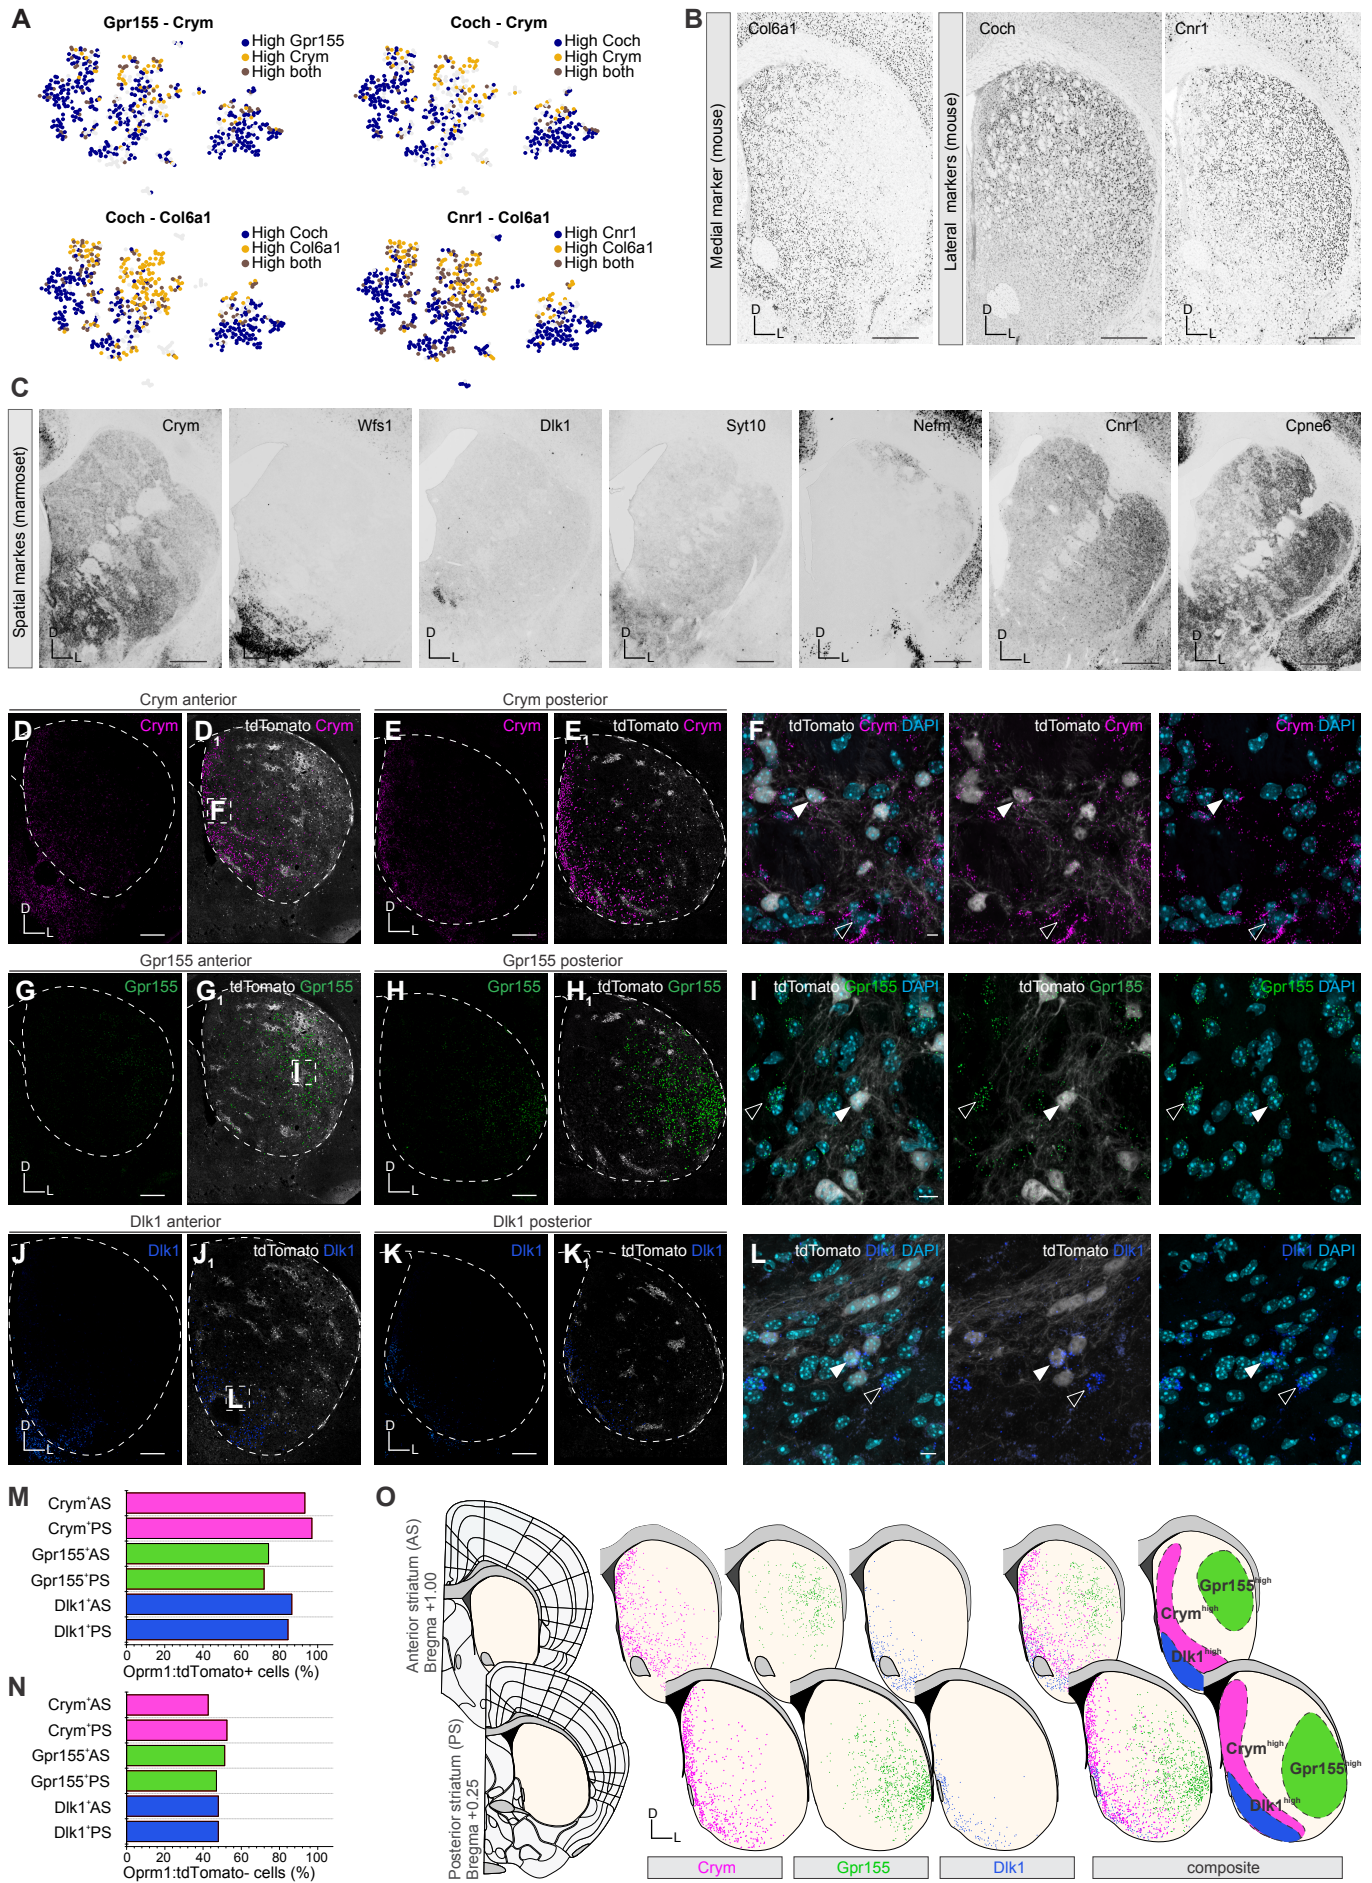 A
Gpr155 - Crym
High Gpr155
High Crym
High both
Coch - Crym
High Coch
High Crym
High both
Coch - Col6a1
High Coch
High Col6a1
High both
Cnr1 - Col6a1
High Cnr1
High Col6a1
High both
B
Medial marker (mouse)
Col6a1
D
L
Lateral markers (mouse)
Coch
D
L
Cnr1
D
L
C
Spatial markes (marmoset)
Crym
D
L
Wfs1
D
L
Dlk1
D
L
Syt10
D
L
Nefm
D
L
Cnr1
D
L
Cpne6
D
L
Crym anterior
D Crym
D
L
D1 tdTomato Crym
F
Crym posterior
E Crym
D
L
E1 tdTomato Crym
F tdTomato Crym DAPI
tdTomato Crym
Crym DAPI
Gpr155 anterior
G Gpr155
D
L
G1 tdTomato Gpr155
I
Gpr155 posterior
H Gpr155
D
L
H1 tdTomato Gpr155
I tdTomato Gpr155 DAPI
tdTomato Gpr155
Gpr155 DAPI
Dlk1 anterior
J Dlk1
D
L
J1 tdTomato Dlk1
L
Dlk1 posterior
K Dlk1
D
L
K1 tdTomato Dlk1
L tdTomato Dlk1 DAPI
tdTomato Dlk1
Dlk1 DAPI
M
Crym+AS
Crym+PS
Gpr155+AS
Gpr155+PS
Dlk1+AS
Dlk1+PS
0 20 40 60 80 100
Oprm1:tdTomato+ cells (%)
N
Crym+AS
Crym+PS
Gpr155+AS
Gpr155+PS
Dlk1+AS
Dlk1+PS
0 20 40 60 80 100
Oprm1:tdTomato- cells (%)
O
Anterior striatum (AS)
Bregma +1.00
Gpr155high
Crymhigh
Dlk1high
Posterior striatum (PS)
Bregma +0.25
Crymhigh
Gpr155high
Dlk1high
D
L
Crym
Gpr155
Dlk1
composite